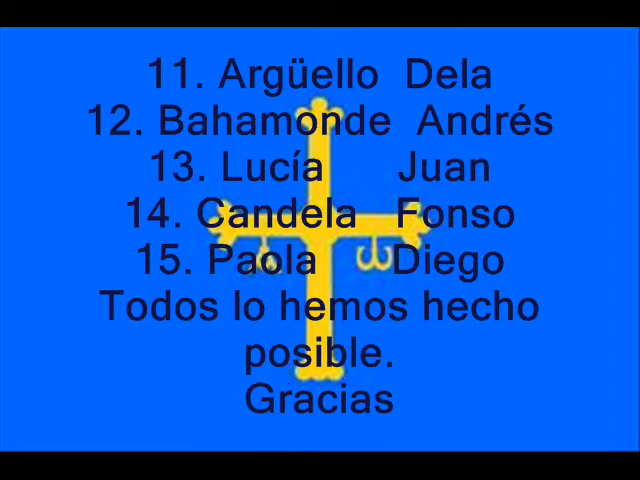 11. Argüello Dela
12. Bahamonde Andrés
13. Lucía Juan
14. Candela Fonso
15. Paola Diego
Todos lo hemos hecho
posible.
Gracias